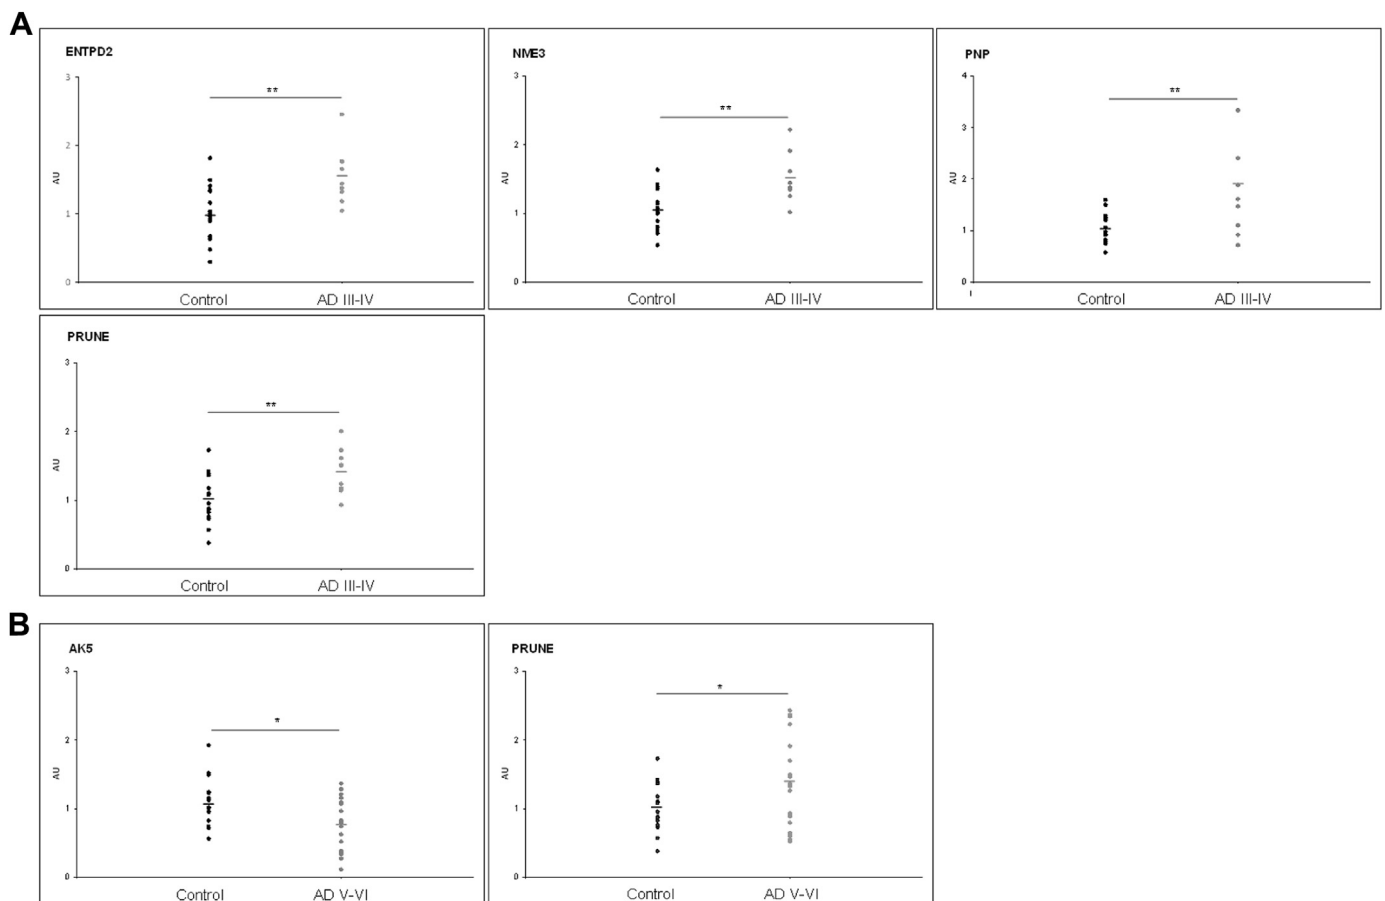 A
ENTPD2
3
2
1
0
AU
**
Control AD III-IV
NME3
3
2
1
0
AU
**
Control AD III-IV
PNP
4
3
2
1
0
AU
**
Control AD III-IV
PRUNE
3
2
1
0
AU
**
Control AD III-IV
B
AK5
3
2
1
0
AU
*
Control AD V-VI
PRUNE
3
2
1
0
AU
*
Control AD V-VI